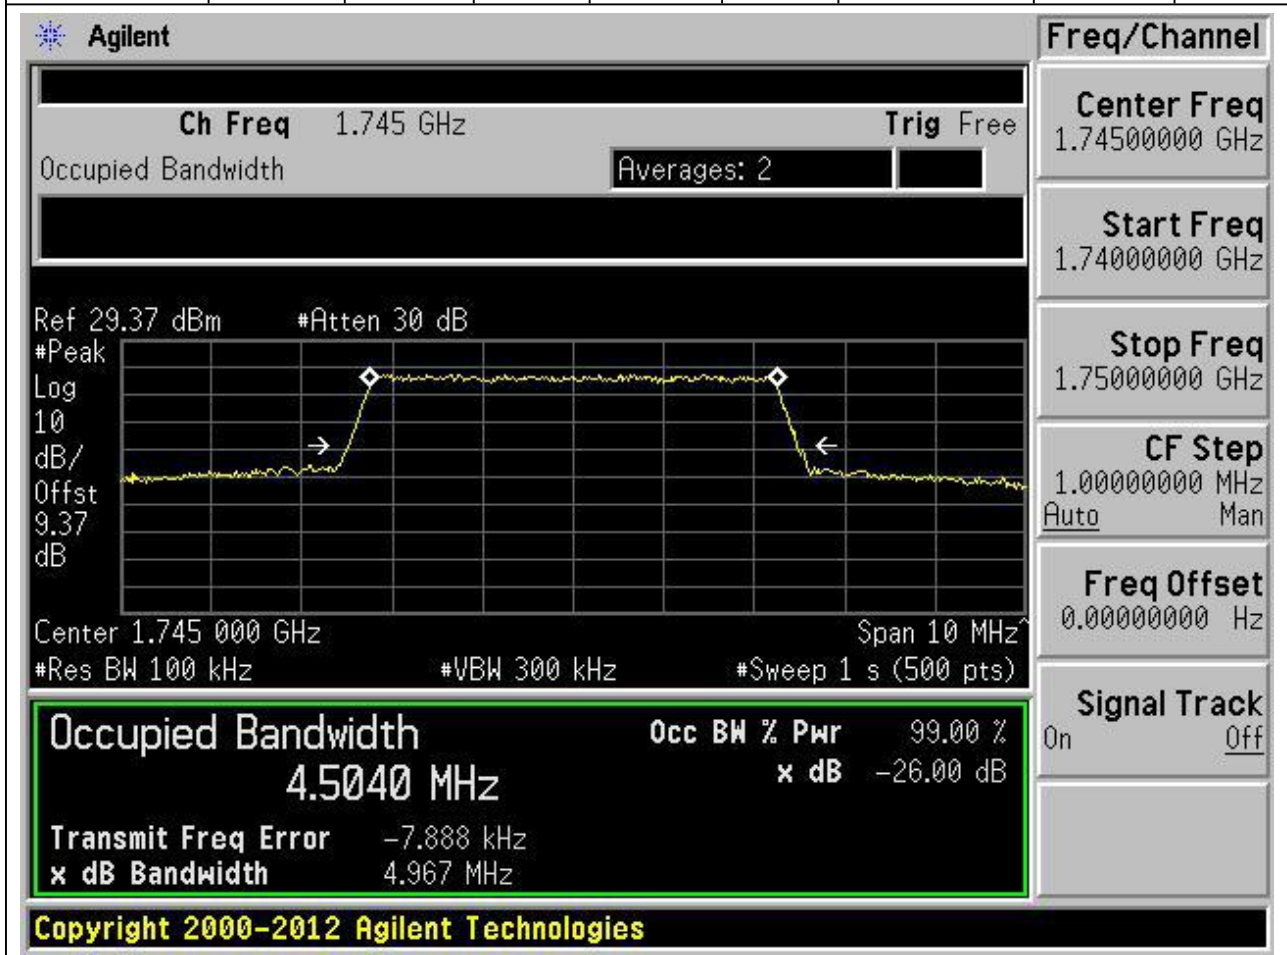 Agilent
Freq/Channel
Ch Freq 1.745 GHz Trig Free
Occupied Bandwidth Averages: 2
Center Freq
1.74500000 GHz
Start Freq
1.74000000 GHz
Stop Freq
1.75000000 GHz
CF Step
1.00000000 MHz
Auto Man
Freq Offset
0.00000000 Hz
Signal Track
On Off
Ref 29.37 dBm #Atten 30 dB
#Peak
Log
10
dB/
Offst
9.37
dB
Center 1.745 000 GHz Span 10 MHz^
#Res BW 100 kHz #VBW 300 kHz #Sweep 1 s (500 pts)
Occupied Bandwidth Occ BW % Pwr 99.00 %
4.5040 MHz x dB -26.00 dB
Transmit Freq Error -7.888 kHz
x dB Bandwidth 4.967 MHz
Copyright 2000-2012 Agilent Technologies